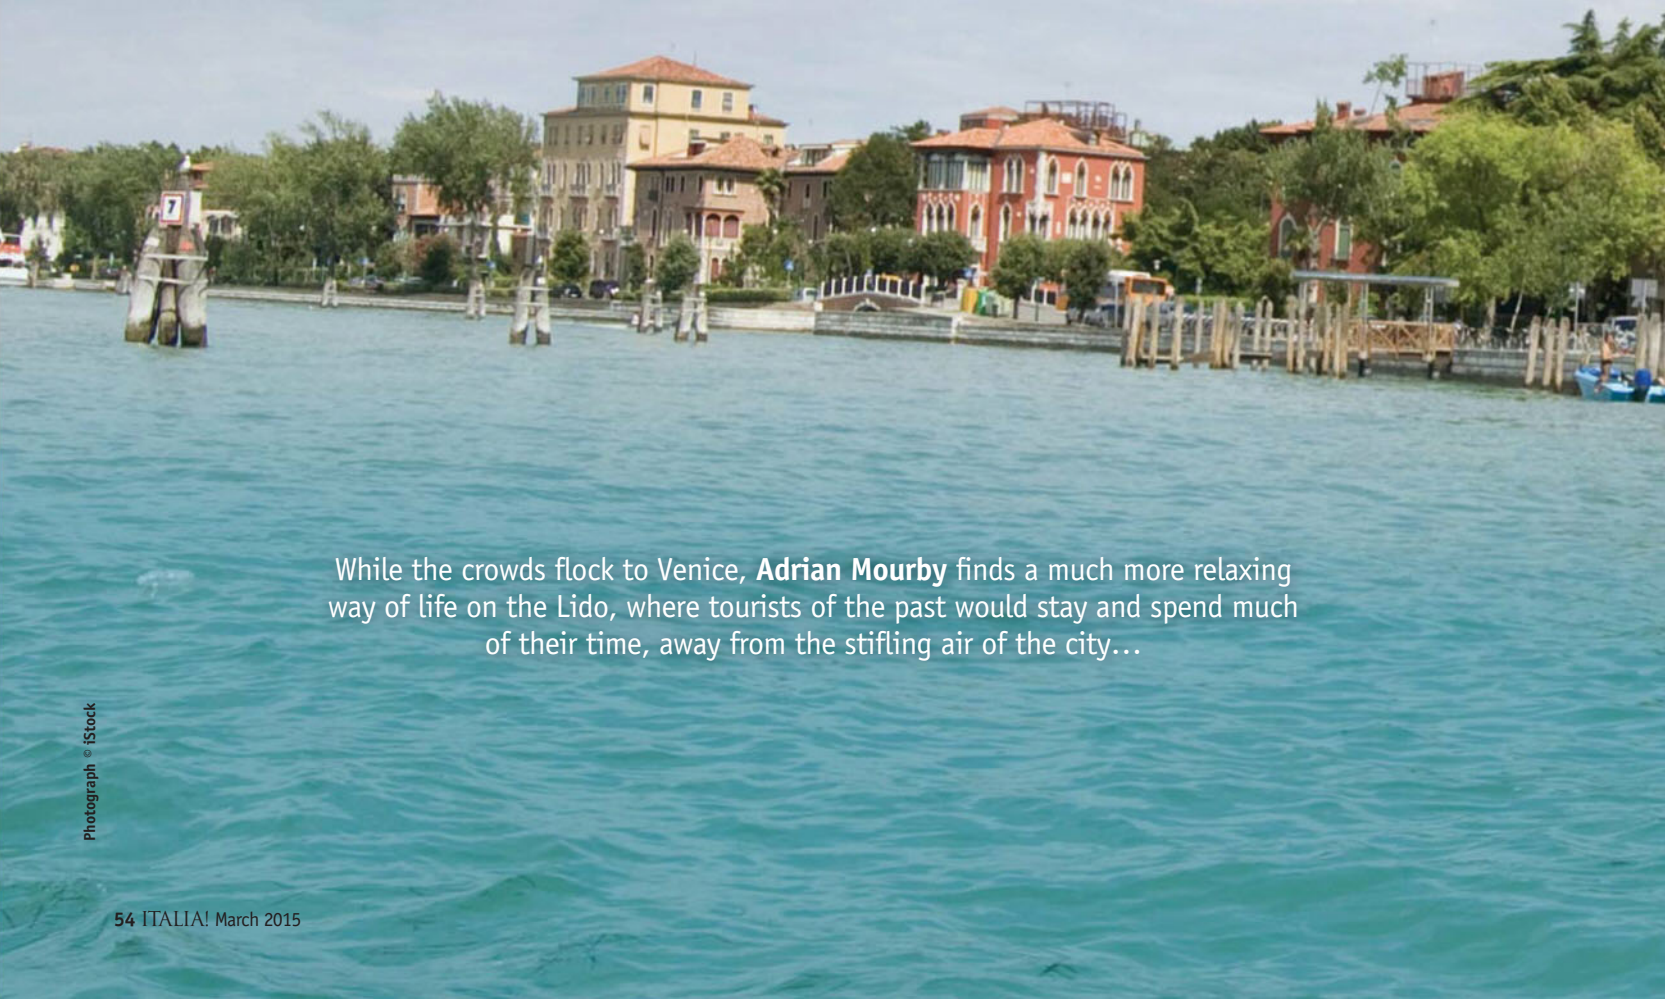 7
While the crowds flock to Venice, Adrian Mourby finds a much more relaxing
way of life on the Lido, where tourists of the past would stay and spend much
of their time, away from the stifling air of the city…
Photograph © iStock
54 ITALIA! March 2015